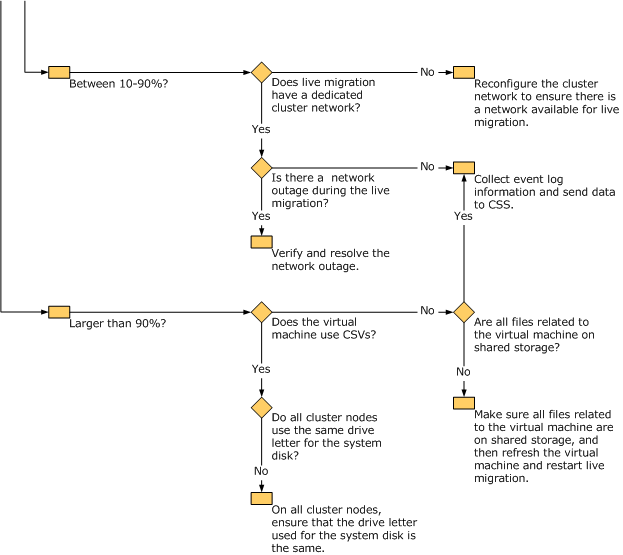 Between 10-90%?
Does live migration
have a dedicated
cluster network?
No
Reconfigure the cluster
network to ensure there is
a network available for live
migration.
Yes
Is there a network
outage during the live
migration?
No
Collect event log
information and send data
to CSS.
Yes
Verify and resolve the
network outage.
Yes
Larger than 90%?
Does the virtual
machine use CSVs?
No
Are all files related to
the virtual machine on
shared storage?
Yes
No
Do all cluster nodes
use the same drive
letter for the system
disk?
Make sure all files related
to the virtual machine are
on shared storage, and
then refresh the virtual
machine and restart live
migration.
No
On all cluster nodes,
ensure that the drive letter
used for the system disk is
the same.